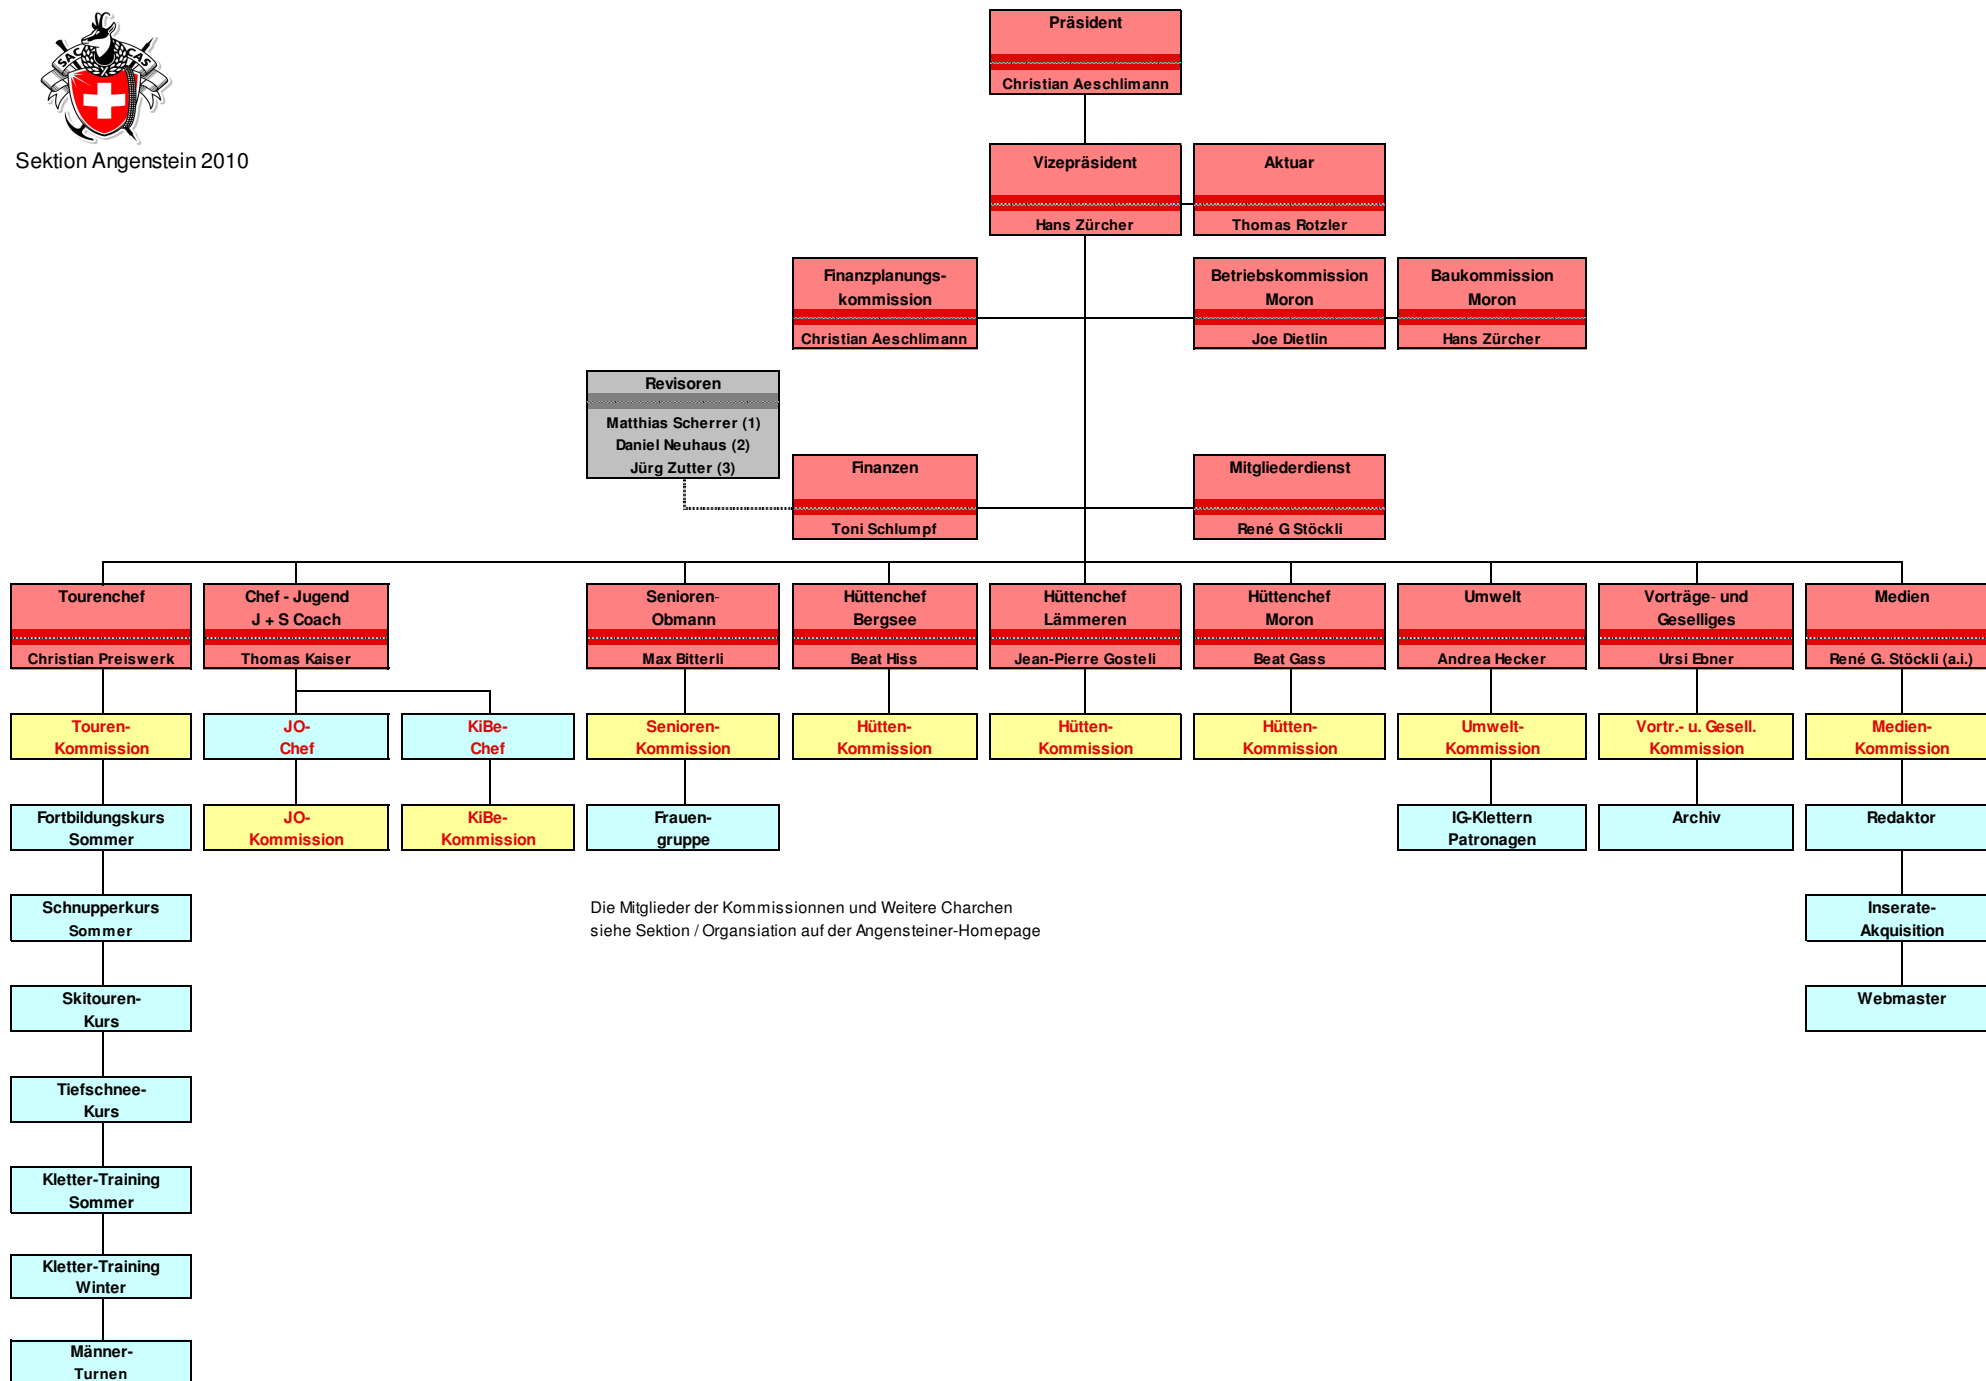 SAC CAS
Sektion Angenstein 2010
Präsident
Christian Aeschlimann
Vizepräsident
Hans Zürcher
Aktuar
Thomas Rotzler
Finanzplanungs-
kommission
Christian Aeschlimann
Betriebskommission
Moron
Joe Dietlin
Baukommission
Moron
Hans Zürcher
Revisoren
Matthias Scherrer (1)
Daniel Neuhaus (2)
Jürg Zutter (3)
Finanzen
Toni Schlumpf
Mitgliederdienst
René G Stöckli
Tourenchef
Christian Preiswerk
Chef - Jugend
J + S Coach
Thomas Kaiser
Senioren-
Obmann
Max Bitterli
Hüttenchef
Bergsee
Beat Hiss
Hüttenchef
Lämmeren
Jean-Pierre Gosteli
Hüttenchef
Moron
Beat Gass
Umwelt
Andrea Hecker
Vorträge- und
Geselliges
Ursi Ebner
Medien
René G. Stöckli (a.i.)
Touren-
Kommission
JO-
Chef
KiBe-
Chef
Senioren-
Kommission
Hütten-
Kommission
Hütten-
Kommission
Hütten-
Kommission
Umwelt-
Kommission
Vortr.- u. Gesell.
Kommission
Medien-
Kommission
Fortbildungskurs
Sommer
JO-
Kommission
KiBe-
Kommission
Frauen-
gruppe
IG-Klettern
Patronagen
Archiv
Redaktor
Schnupperkurs
Sommer
Die Mitglieder der Kommissionnen und Weitere Charchen
siehe Sektion / Organsiation auf der Angensteiner-Homepage
Inserate-
Akquisition
Skitouren-
Kurs
Webmaster
Tiefschnee-
Kurs
Kletter-Training
Sommer
Kletter-Training
Winter
Männer-
Turnen